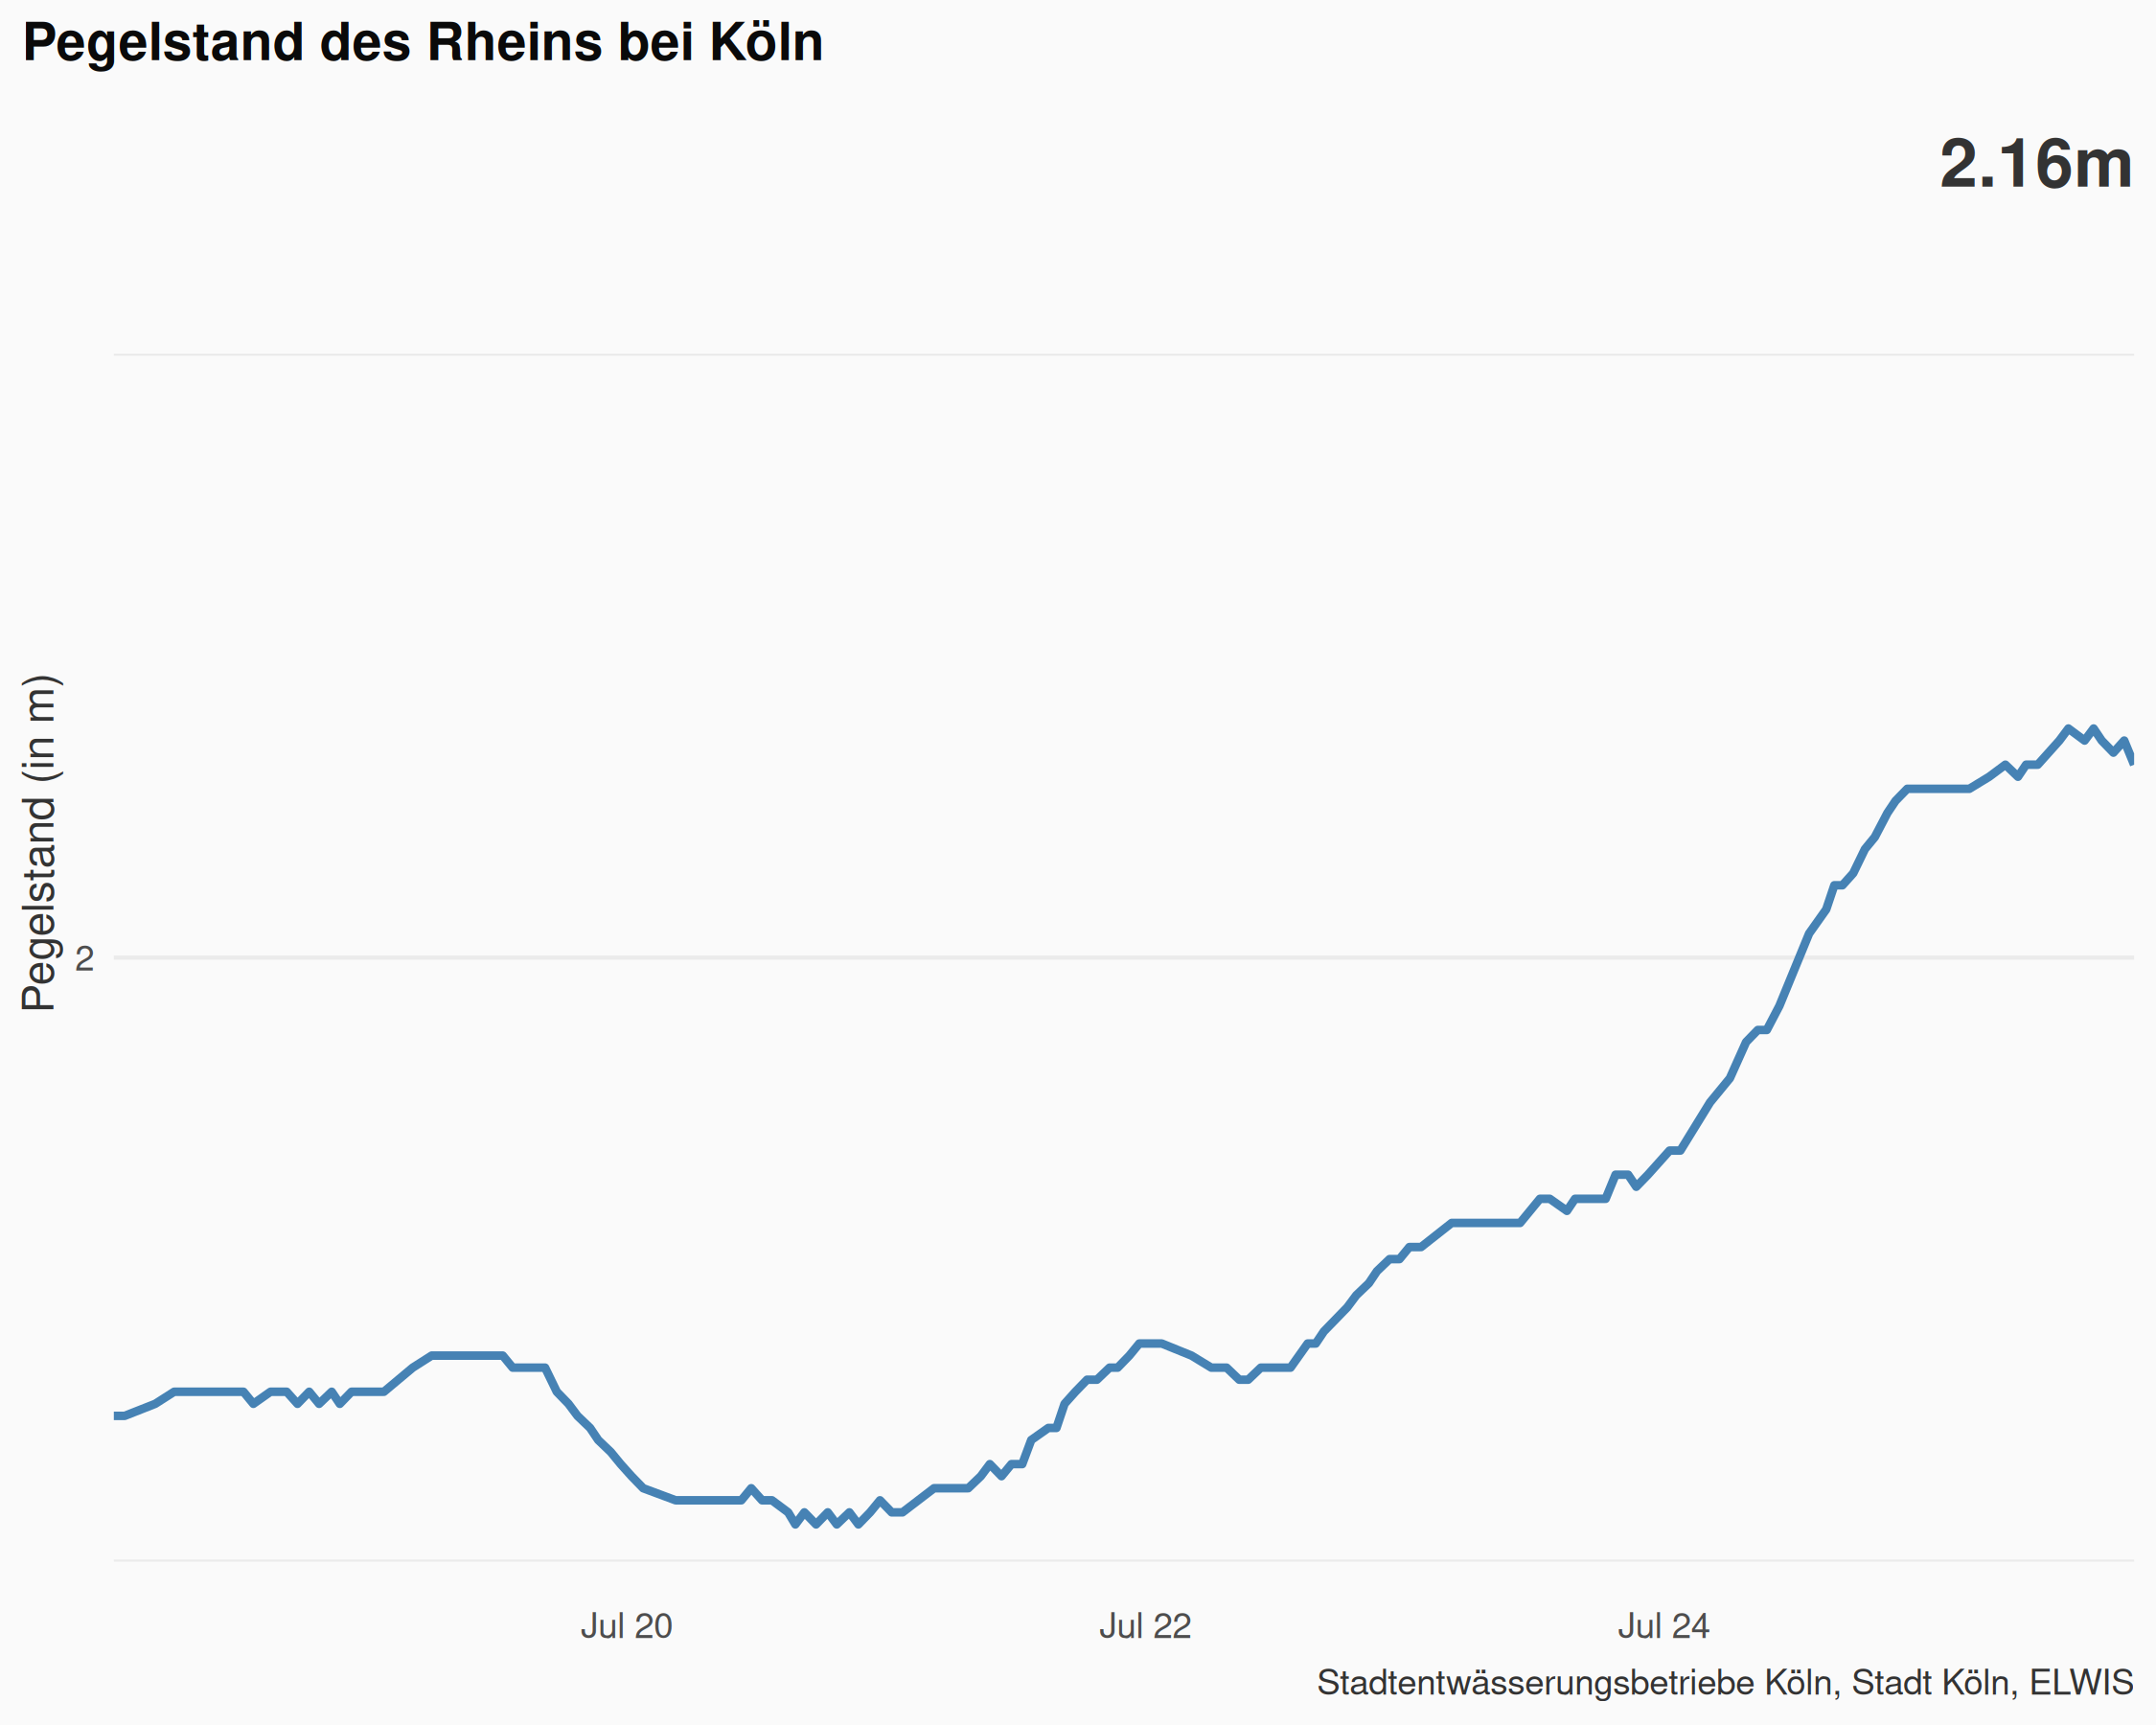 Pegelstand des Rheins bei Köln
2.16m
Pegelstand (in m)
2
Jul 20
Jul 22
Jul 24
Stadtentwässerungsbetriebe Köln, Stadt Köln, ELWIS